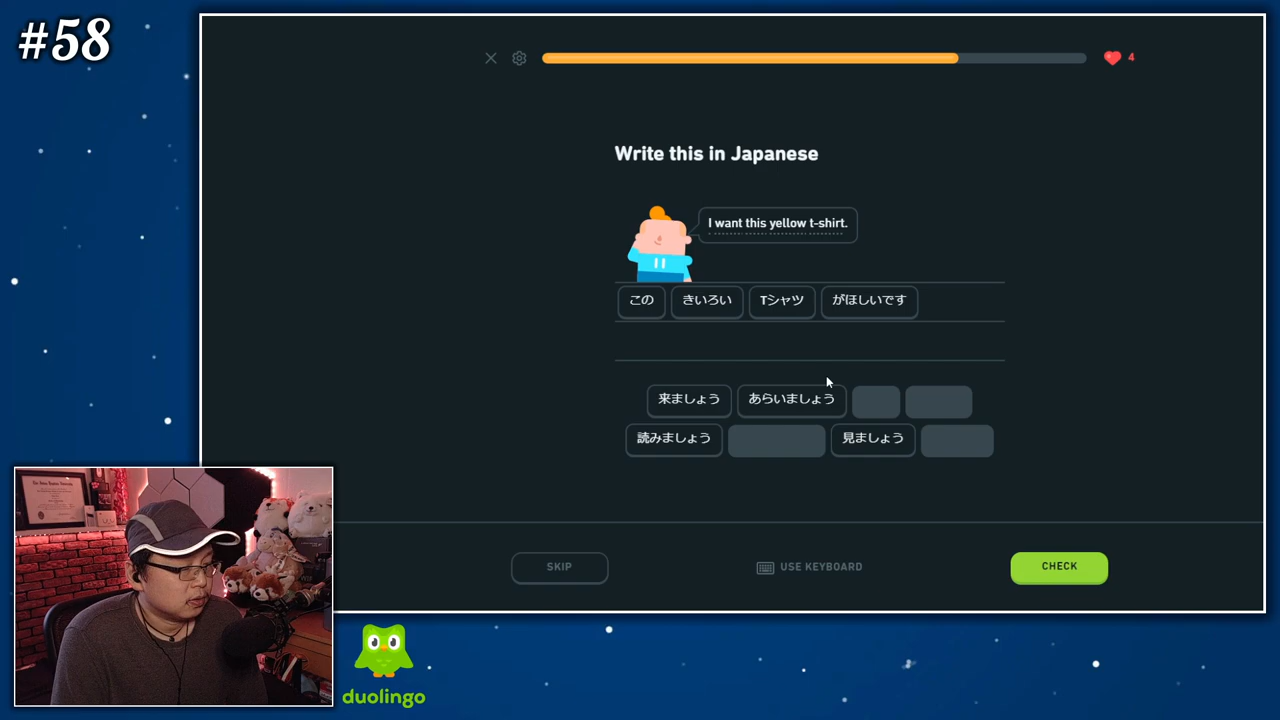 #58
4
Write this in Japanese
I want this yellow t-shirt.
この きいろい Tシャツ がほしいです
来ましょう あらいましょう
読みましょう 見ましょう
SKIP USE KEYBOARD CHECK
duolingo